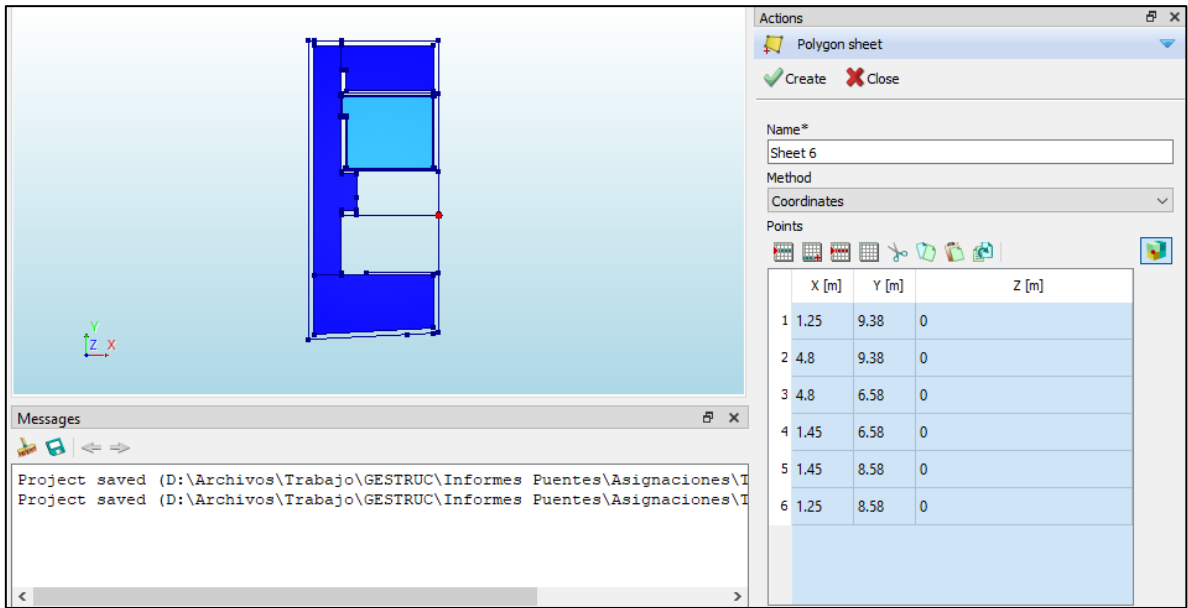 Actions
Polygon sheet
Create Close
Name*
Sheet 6
Method
Coordinates
Points
X [m] Y [m] Z [m]
1 1.25 9.38 0
2 4.8 9.38 0
3 4.8 6.58 0
4 1.45 6.58 0
5 1.45 8.58 0
6 1.25 8.58 0
Y
Z X
Messages
Project saved (D:\Archivos\Trabajo\GESTRUC\Informes Puentes\Asignaciones\T
Project saved (D:\Archivos\Trabajo\GESTRUC\Informes Puentes\Asignaciones\T